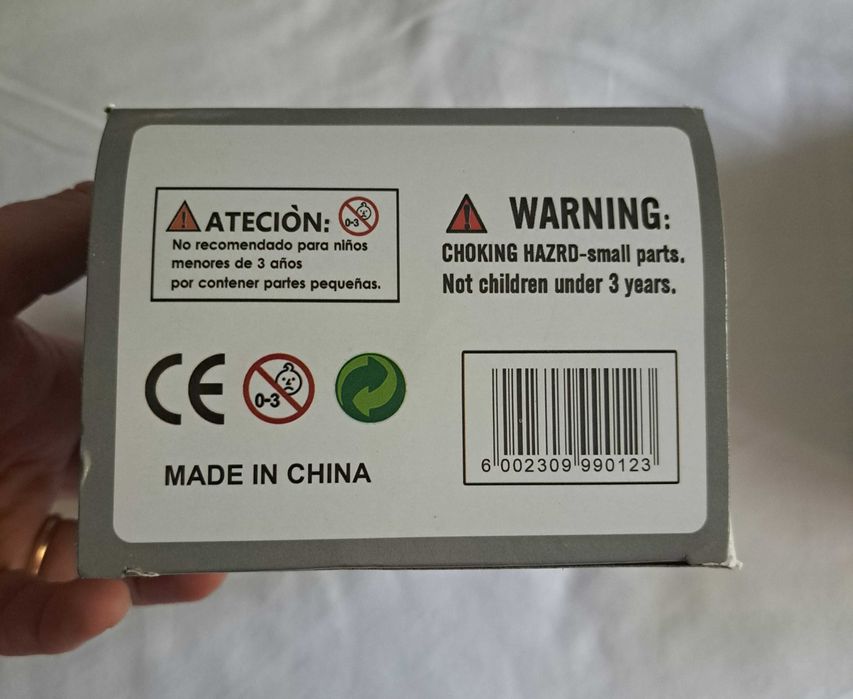 ATECIÒN:
0-3
No recomendado para niños
menores de 3 años
por contener partes pequeñas.
WARNING:
CHOKING HAZRD-small parts.
Not children under 3 years.
CE
0-3
MADE IN CHINA
6 002309 990123